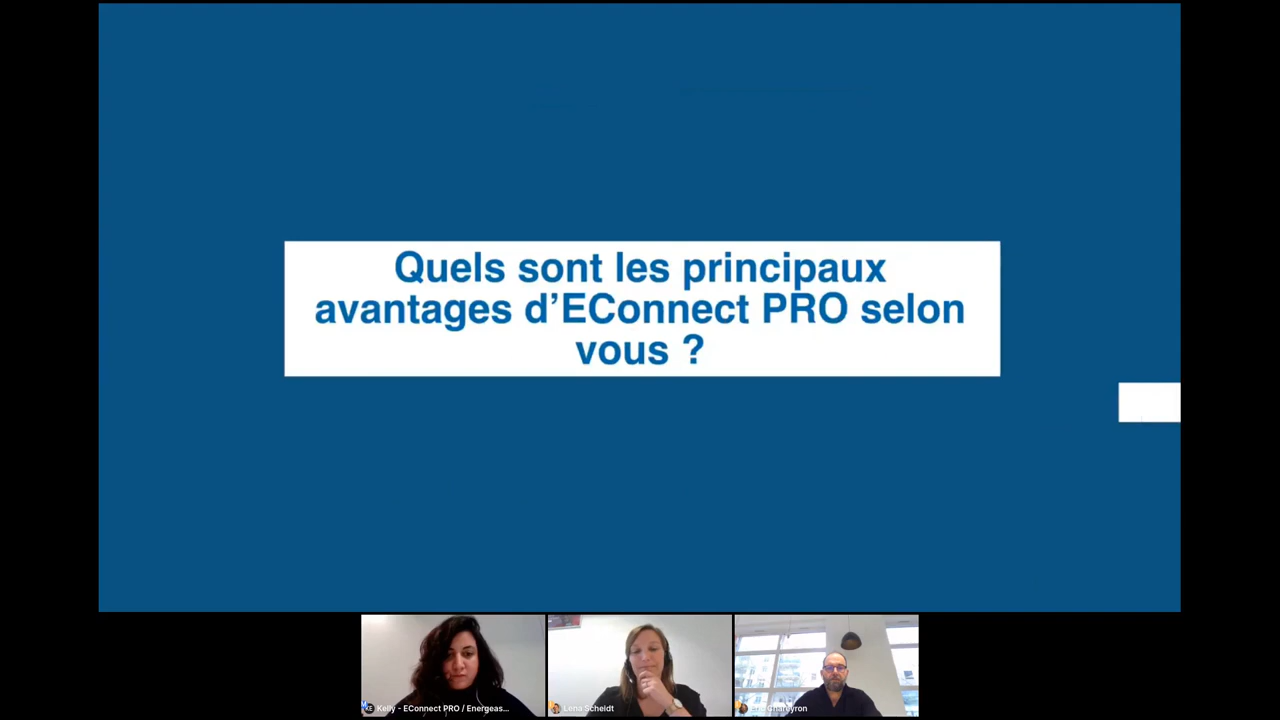 Quels sont les principaux
avantages d’EConnect PRO selon
vous ?
Kelly - EConnect PRO / Energeas...
Lena Scheidt